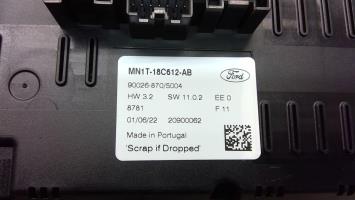 Ford
MN1T-18C612-AB
90026-870/5004
HW 3.2 SW 11.0.2 EE 0
8781 F 11
01/06/22 20900062
Made in Portugal
'Scrap if Dropped'